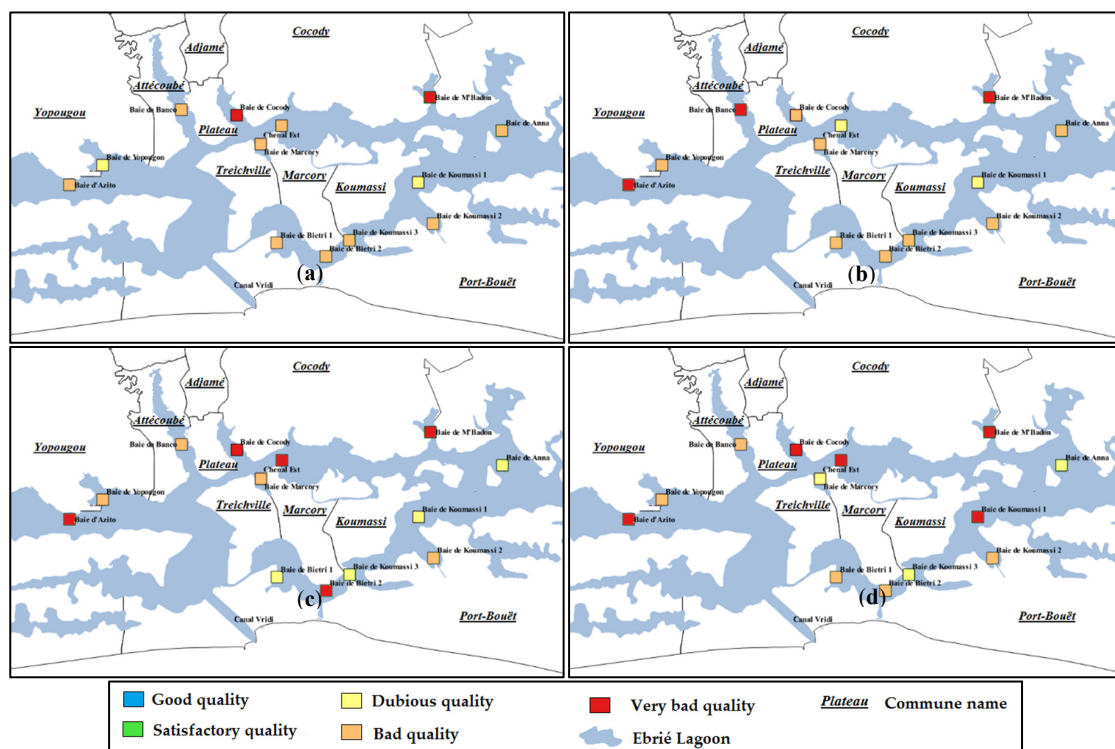 Cocody
Adjamé
Attécoubé
Yopougou
Baie de M'Badon
Baie de Banco
Baie de Cocody
Plateau
Chenal Est
Baie de Anna
Baie de Marcory
Baie de Yopougon
Treichville
Marcory
Baie d'Azito
Koumassi
Baie de Koumassi 1
Baie de Koumassi 2
Baie de Bietri 1
Baie de Koumassi 3
Baie de Bietri 2
(a)
Port-Bouët
Canal Vridi
Cocody
Adjamé
Attécoubé
Yopougou
Baie de M'Badon
Baie de Banco
Baie de Cocody
Plateau
Chenal Est
Baie de Anna
Baie de Marcory
Baie de Yopougon
Treichville
Marcory
Baie d'Azito
Koumassi
Baie de Koumassi 1
Baie de Koumassi 2
Baie de Bietri 1
Baie de Koumassi 3
Baie de Bietri 2
(b)
Port-Bouët
Canal Vridi
Cocody
Adjamé
Attécoubé
Yopougou
Baie de M'Badon
Baie de Banco
Baie de Cocody
Plateau
Chenal Est
Baie de Anna
Baie de Marcory
Baie de Yopougon
Treichville
Marcory
Baie d'Azito
Koumassi
Baie de Koumassi 1
Baie de Koumassi 2
Baie de Bietri 1
Baie de Koumassi 3
Baie de Bietri 2
(c)
Port-Bouët
Canal Vridi
Cocody
Adjamé
Attécoubé
Yopougou
Baie de M'Badon
Baie de Banco
Baie de Cocody
Plateau
Chenal Est
Baie de Anna
Baie de Marcory
Baie de Yopougon
Treichville
Marcory
Baie d'Azito
Koumassi
Baie de Koumassi 1
Baie de Koumassi 2
Baie de Bietri 1
Baie de Koumassi 3
Baie de Bietri 2
(d)
Port-Bouët
Canal Vridi
Good quality
Dubious quality
Very bad quality
Plateau Commune name
Satisfactory quality
Bad quality
Ebrié Lagoon